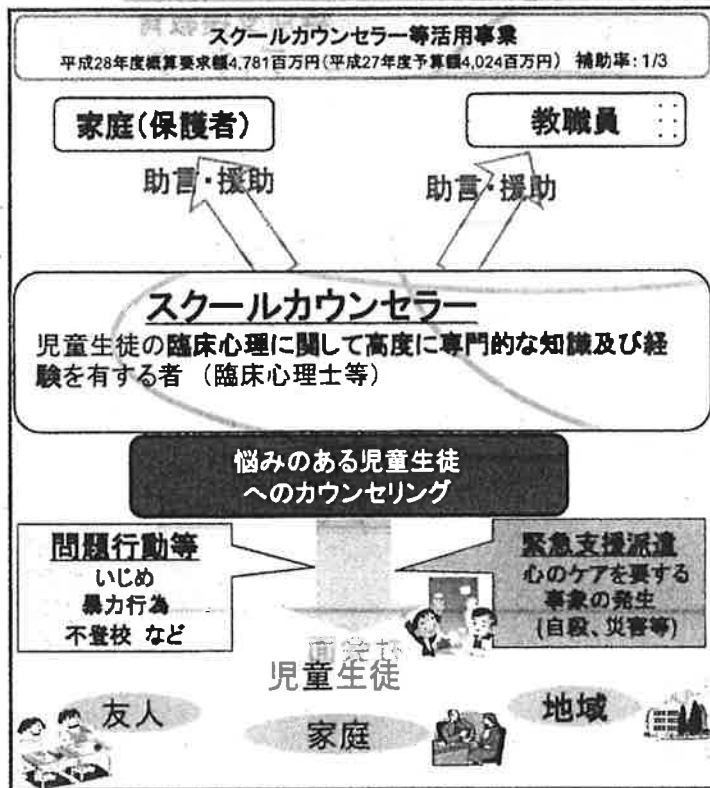 スクールカウンセラー等活用事業
平成28年度概算要求額4,781百万円(平成27年度予算額4,024百万円) 補助率:1/3
家庭(保護者)
教職員
助言・援助
助言・援助
スクールカウンセラー
児童生徒の臨床心理に関して高度に専門的な知識及び経
験を有する者 (臨床心理士等)
悩みのある児童生徒
へのカウンセリング
問題行動等
いじめ
暴力行為
不登校 など
緊急支援派遣
心のケアを要する
事象の発生
(自殺、災害等)
児童生徒
友人
家庭
地域